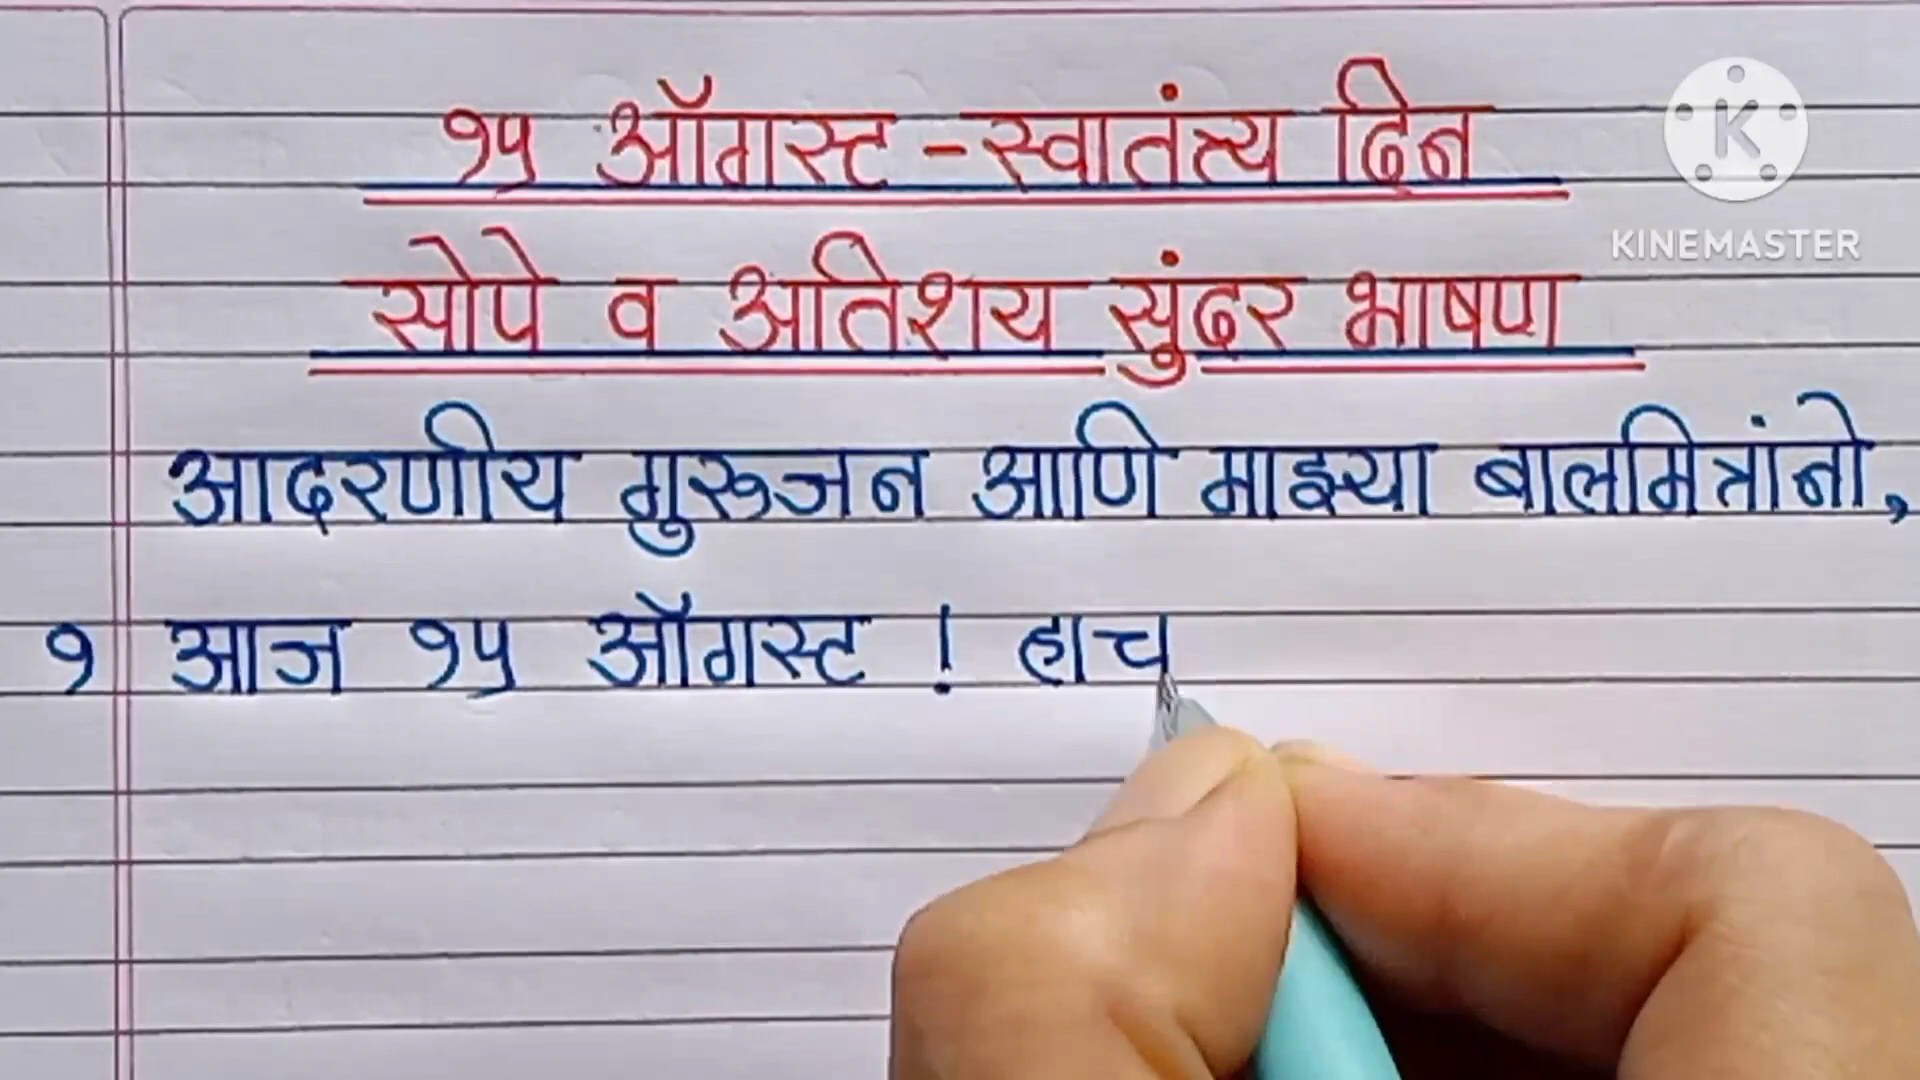 १५ ऑगस्ट - स्वातंत्र्य दिन
सोपे व अतिशय सुंदर भाषण
आदरणीय गुरुजन आणि माझ्या बालमित्रांनो,
१ आज १५ ऑगस्ट ! हाच
K
KINEMASTER